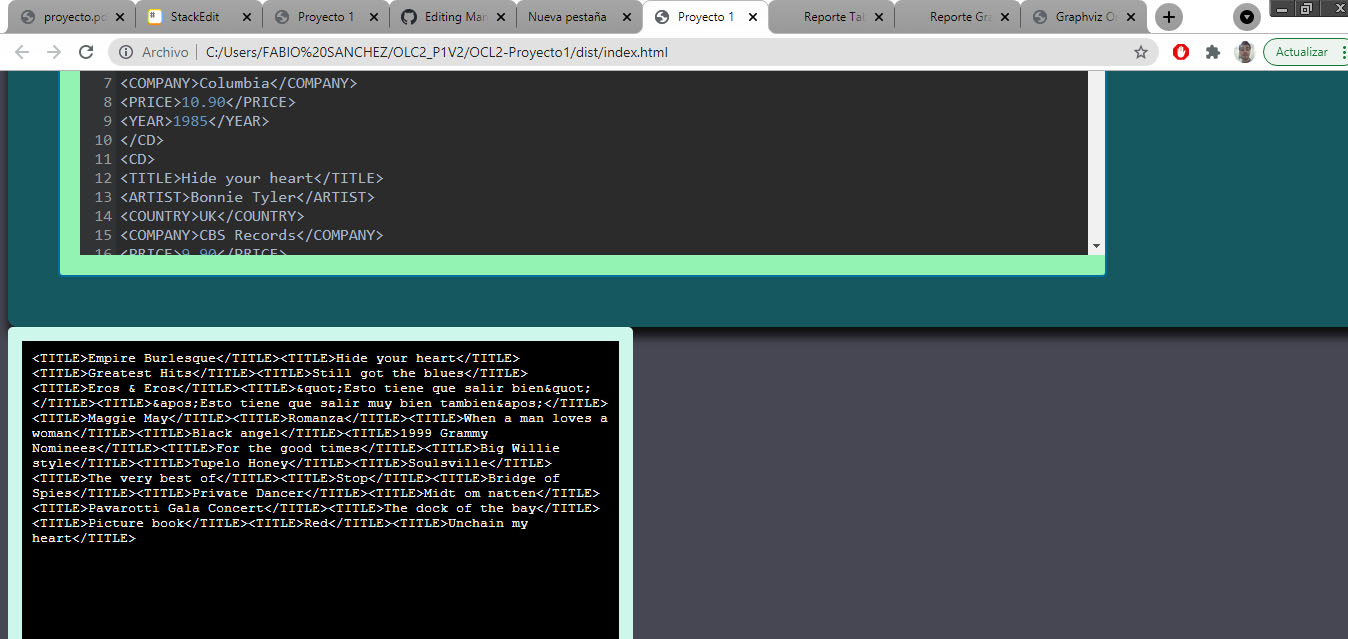 proyecto.pd
StackEdit
Proyecto 1
Editing Mar
Nueva pestaña
Proyecto 1
Reporte Tal
Reporte Gra
Graphviz O
Archivo
C:/Users/FABIO%20SANCHEZ/OLC2_P1V2/OCL2-Proyecto1/dist/index.html
Actualizar
7 <COMPANY>Columbia</COMPANY>
8 <PRICE>10.90</PRICE>
9 <YEAR>1985</YEAR>
10 </CD>
11 <CD>
12 <TITLE>Hide your heart</TITLE>
13 <ARTIST>Bonnie Tyler</ARTIST>
14 <COUNTRY>UK</COUNTRY>
15 <COMPANY>CBS Records</COMPANY>
16 <PRICE>9.90</PRICE>
<TITLE>Empire Burlesque</TITLE><TITLE>Hide your heart</TITLE>
<TITLE>Greatest Hits</TITLE><TITLE>Still got the blues</TITLE>
<TITLE>Eros & Eros</TITLE><TITLE>&quot;Esto tiene que salir bien&quot;
</TITLE><TITLE>&apos;Esto tiene que salir muy bien tambien&apos;</TITLE>
<TITLE>Maggie May</TITLE><TITLE>Romanza</TITLE><TITLE>When a man loves a
woman</TITLE><TITLE>Black angel</TITLE><TITLE>1999 Grammy
Nominees</TITLE><TITLE>For the good times</TITLE><TITLE>Big Willie
style</TITLE><TITLE>Tupelo Honey</TITLE><TITLE>Soulsville</TITLE>
<TITLE>The very best of</TITLE><TITLE>Stop</TITLE><TITLE>Bridge of
Spies</TITLE><TITLE>Private Dancer</TITLE><TITLE>Midt om natten</TITLE>
<TITLE>Pavarotti Gala Concert</TITLE><TITLE>The dock of the bay</TITLE>
<TITLE>Picture book</TITLE><TITLE>Red</TITLE><TITLE>Unchain my
heart</TITLE>